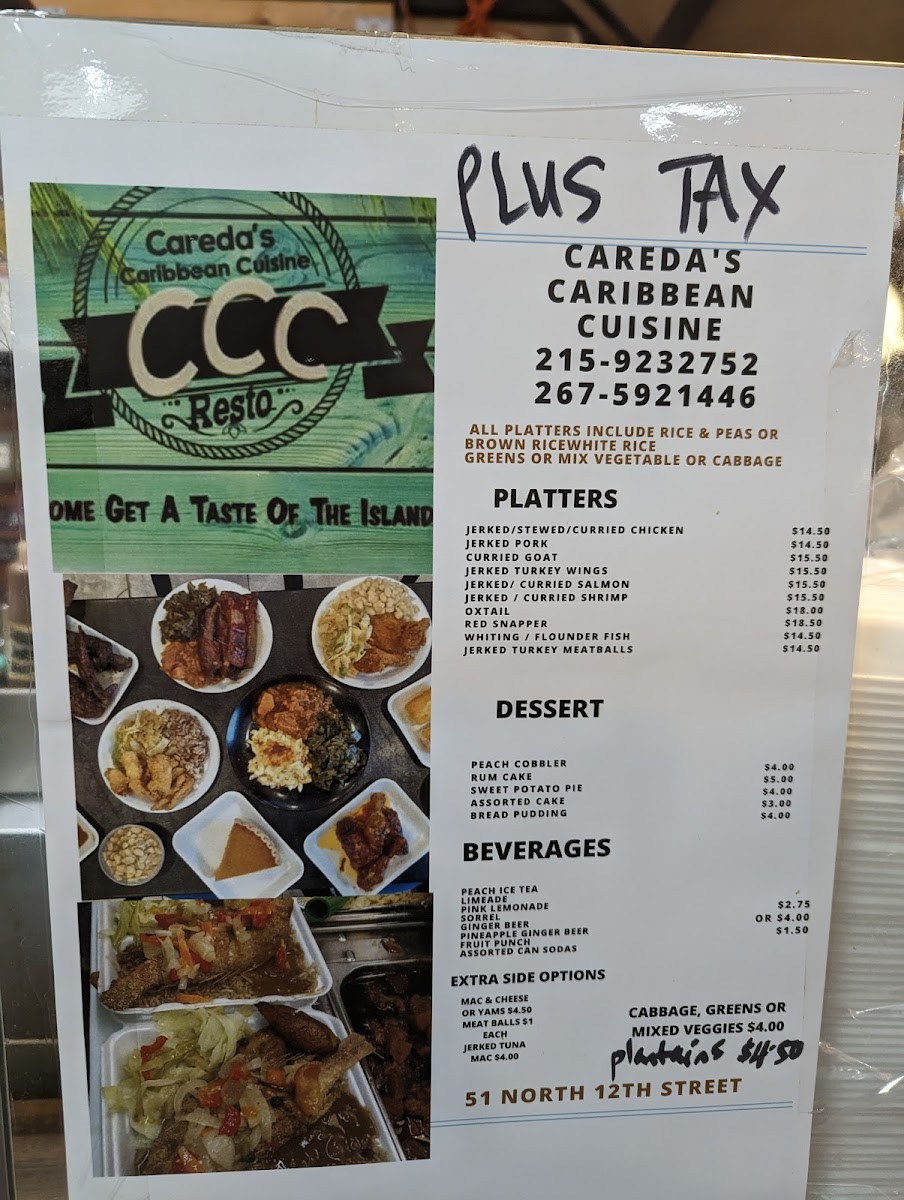 PLUS TAX
Careda's
Caribbean Cuisine
CCC
Resto
OME GET A TASTE OF THE ISLAND
CAREDA'S
CARIBBEAN
CUISINE
215-9232752
267-5921446
ALL PLATTERS INCLUDE RICE & PEAS OR
BROWN RICEWHITE RICE
GREENS OR MIX VEGETABLE OR CABBAGE
PLATTERS
JERKED/STEWED/CURRIED CHICKEN $14.50
JERKED PORK $14.50
CURRIED GOAT $15.50
JERKED TURKEY WINGS $15.50
JERKED/ CURRIED SALMON $15.50
JERKED / CURRIED SHRIMP $15.50
OXTAIL $18.00
RED SNAPPER $18.50
WHITING / FLOUNDER FISH $14.50
JERKED TURKEY MEATBALLS $14.50
DESSERT
PEACH COBBLER $4.00
RUM CAKE $5.00
SWEET POTATO PIE $4.00
ASSORTED CAKE $3.00
BREAD PUDDING $4.00
BEVERAGES
PEACH ICE TEA
LIMEADE
PINK LEMONADE $2.75
SORREL OR $4.00
GINGER BEER $1.50
PINEAPPLE GINGER BEER
FRUIT PUNCH
ASSORTED CAN SODAS
EXTRA SIDE OPTIONS
MAC & CHEESE
OR YAMS $4.50
MEAT BALLS $1
EACH
JERKED TUNA
MAC $4.00
CABBAGE, GREENS OR
MIXED VEGGIES $4.00
plantains $4.50
51 NORTH 12TH STREET